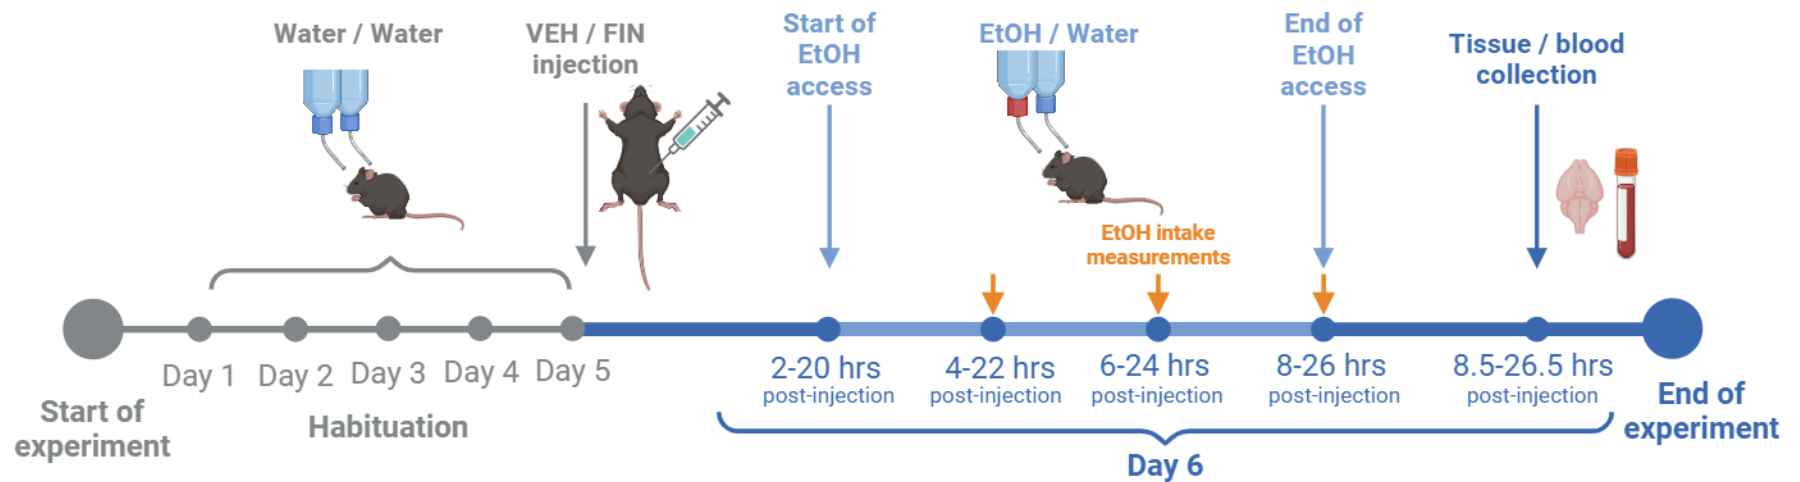 Water / Water
VEH / FIN
injection
Start of
EtOH
access
EtOH / Water
End of
EtOH
access
Tissue / blood
collection
EtOH intake
measurements
Start of
experiment
Day 1
Day 2
Day 3
Day 4
Day 5
Habituation
2-20 hrs
post-injection
4-22 hrs
post-injection
6-24 hrs
post-injection
8-26 hrs
post-injection
8.5-26.5 hrs
post-injection
Day 6
End of
experiment